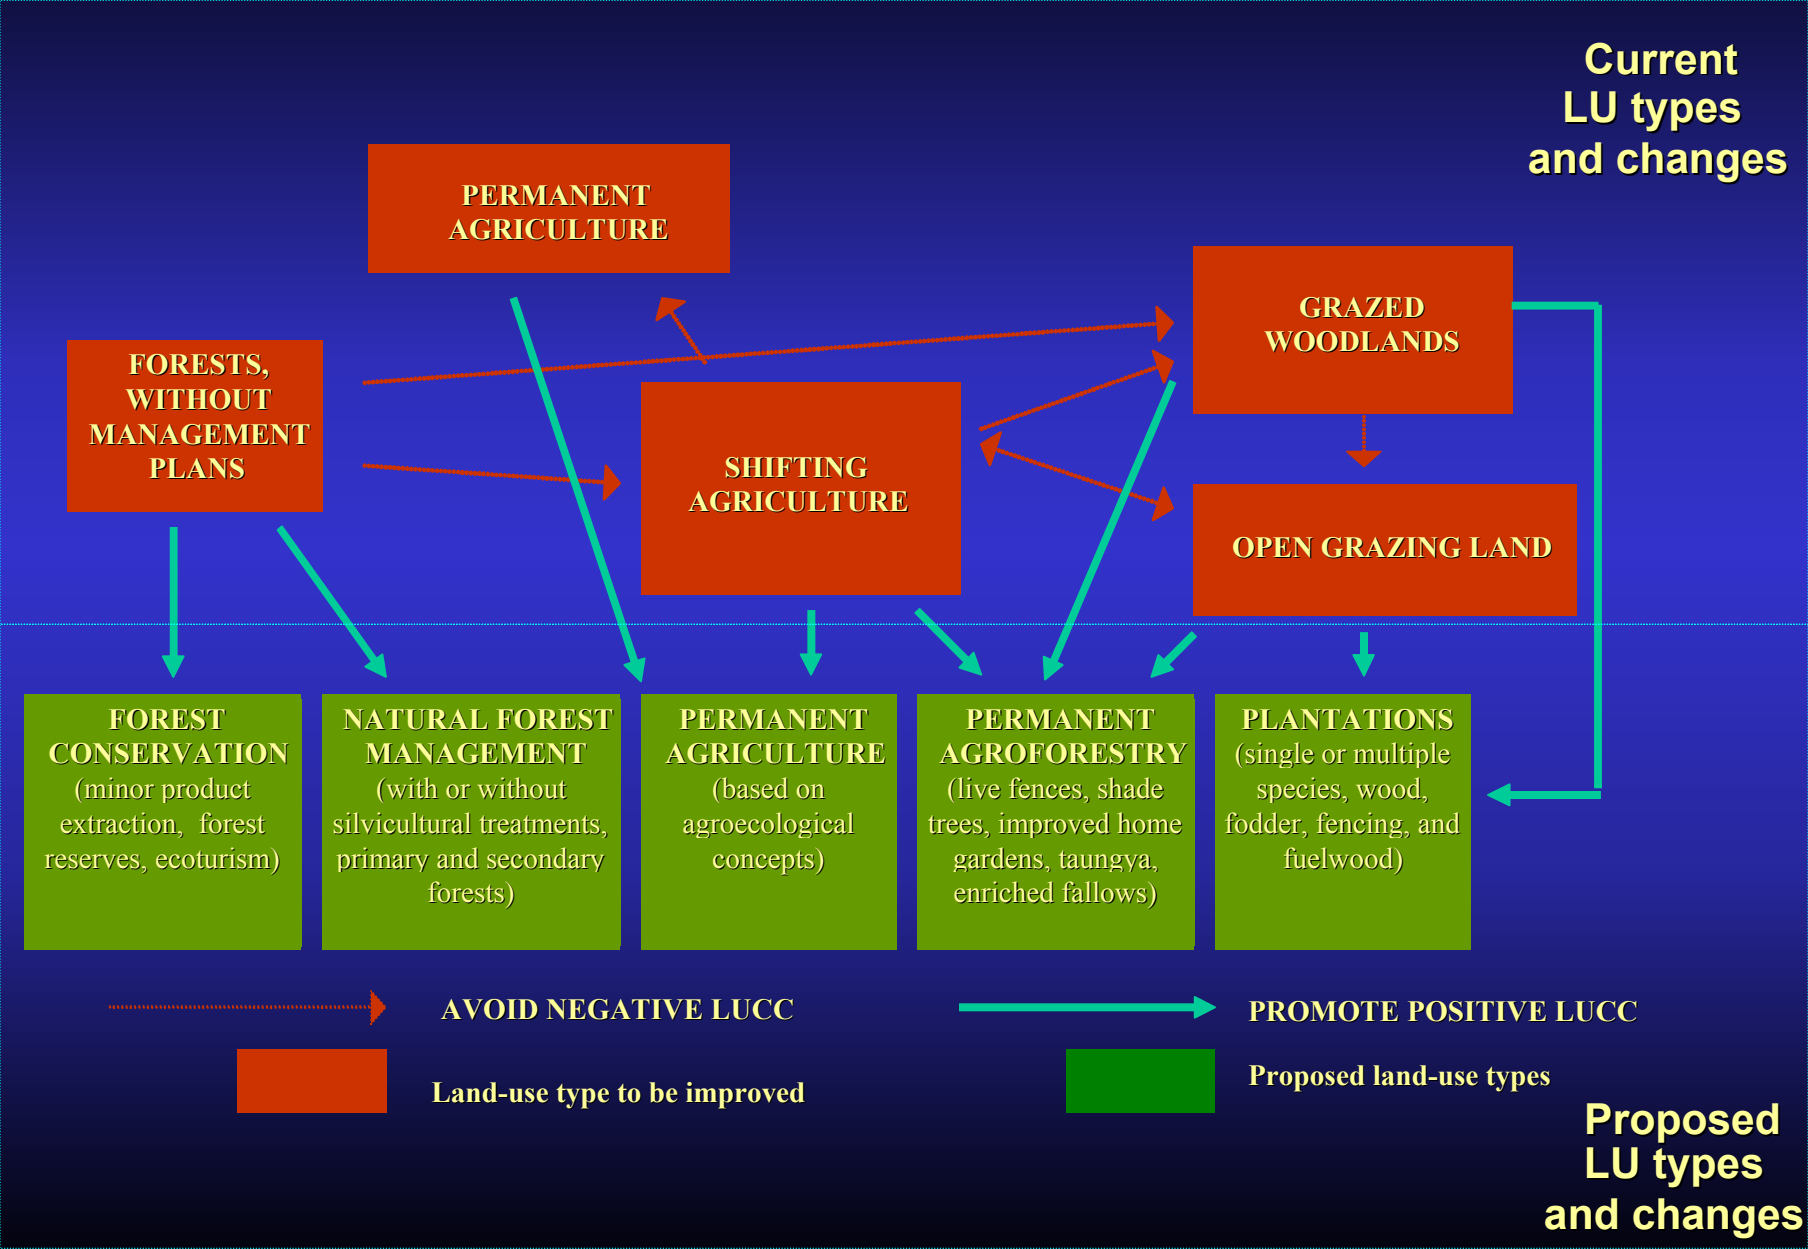 Current
LU types
and changes
PERMANENT
AGRICULTURE
GRAZED
WOODLANDS
FORESTS,
WITHOUT
MANAGEMENT
PLANS
SHIFTING
AGRICULTURE
OPEN GRAZING LAND
FOREST
CONSERVATION
(minor product
extraction, forest
reserves, ecoturism)
NATURAL FOREST
MANAGEMENT
(with or without
silvicultural treatments,
primary and secondary
forests)
PERMANENT
AGRICULTURE
(based on
agroecological
concepts)
PERMANENT
AGROFORESTRY
(live fences, shade
trees, improved home
gardens, taungya,
enriched fallows)
PLANTATIONS
(single or multiple
species, wood,
fodder, fencing, and
fuelwood)
AVOID NEGATIVE LUCC
PROMOTE POSITIVE LUCC
Land-use type to be improved
Proposed land-use types
Proposed
LU types
and changes